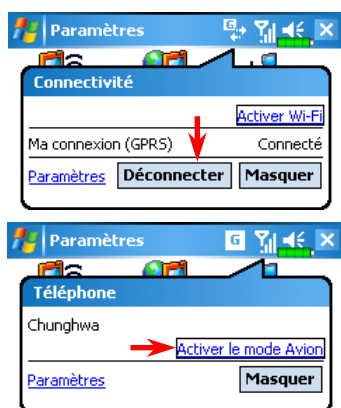 Paramètres G
Connectivité
Activer Wi-Fi
Ma connexion (GPRS) Connecté
Paramètres Déconnecter Masquer
Paramètres G
Téléphone
Chunghwa
Activer le mode Avion
Paramètres Masquer